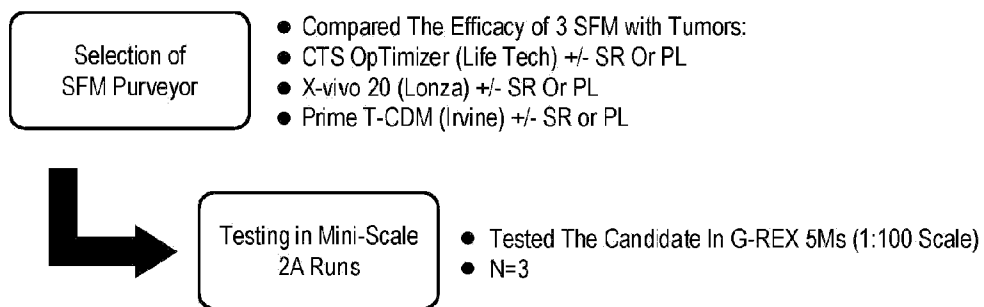 Selection of
SFM Purveyor
● Compared The Efficacy of 3 SFM with Tumors:
● CTS OpTimizer (Life Tech) +/- SR Or PL
● X-vivo 20 (Lonza) +/- SR Or PL
● Prime T-CDM (Irvine) +/- SR or PL
Testing in Mini-Scale
2A Runs
● Tested The Candidate In G-REX 5Ms (1:100 Scale)
● N=3